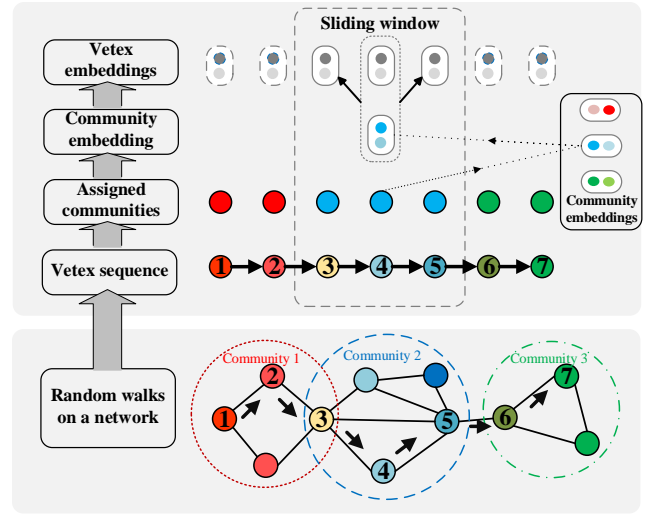 Sliding window
Vetex
embeddings
Community
embedding
Assigned
communities
Community
embeddings
Vetex sequence
1 2 3 4 5 6 7
Random walks
on a network
Community 1
Community 2
Community 3
1
2
3
4
5
6
7